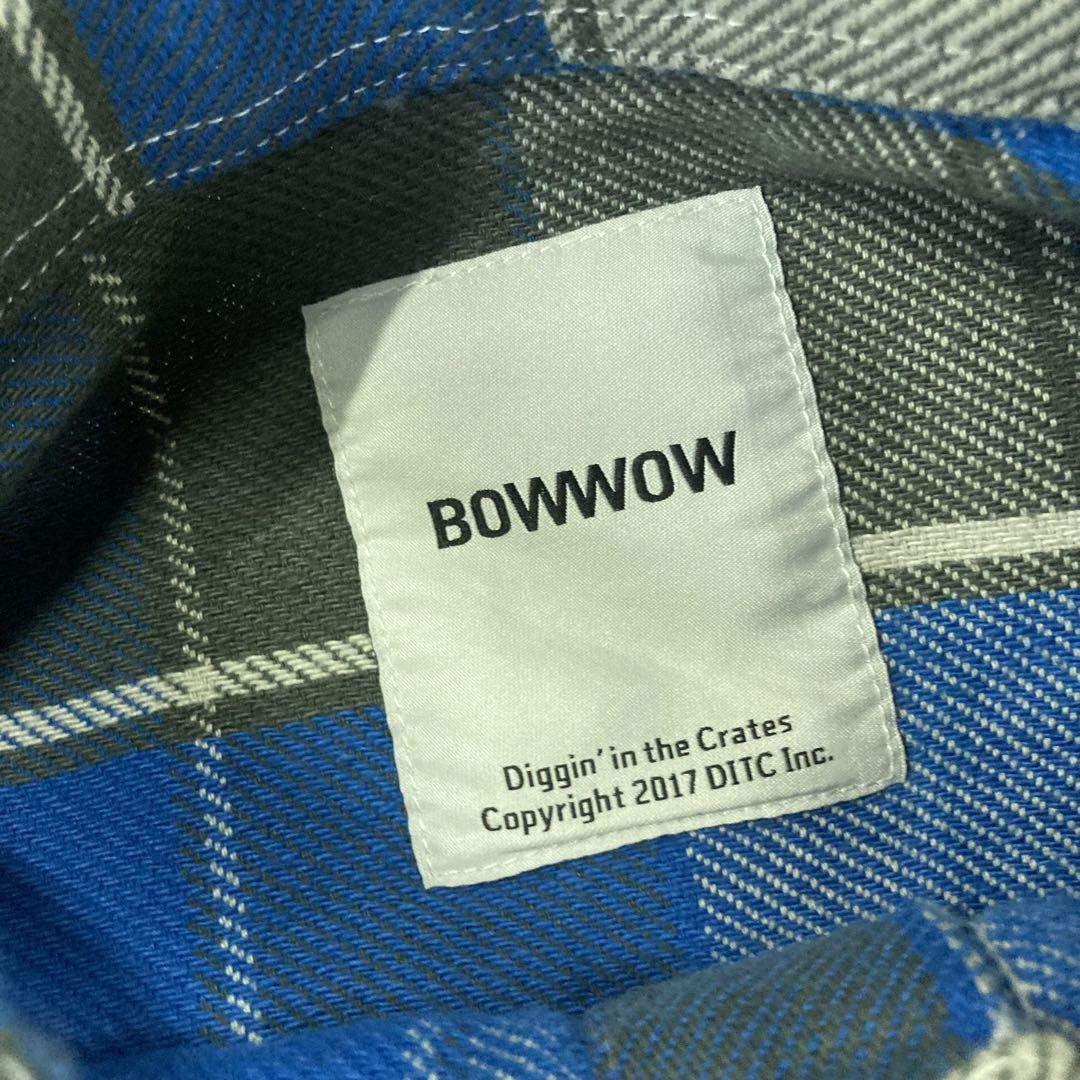 BOWWOW
Diggin' in the Crates
Copyright 2017 DITC Inc.